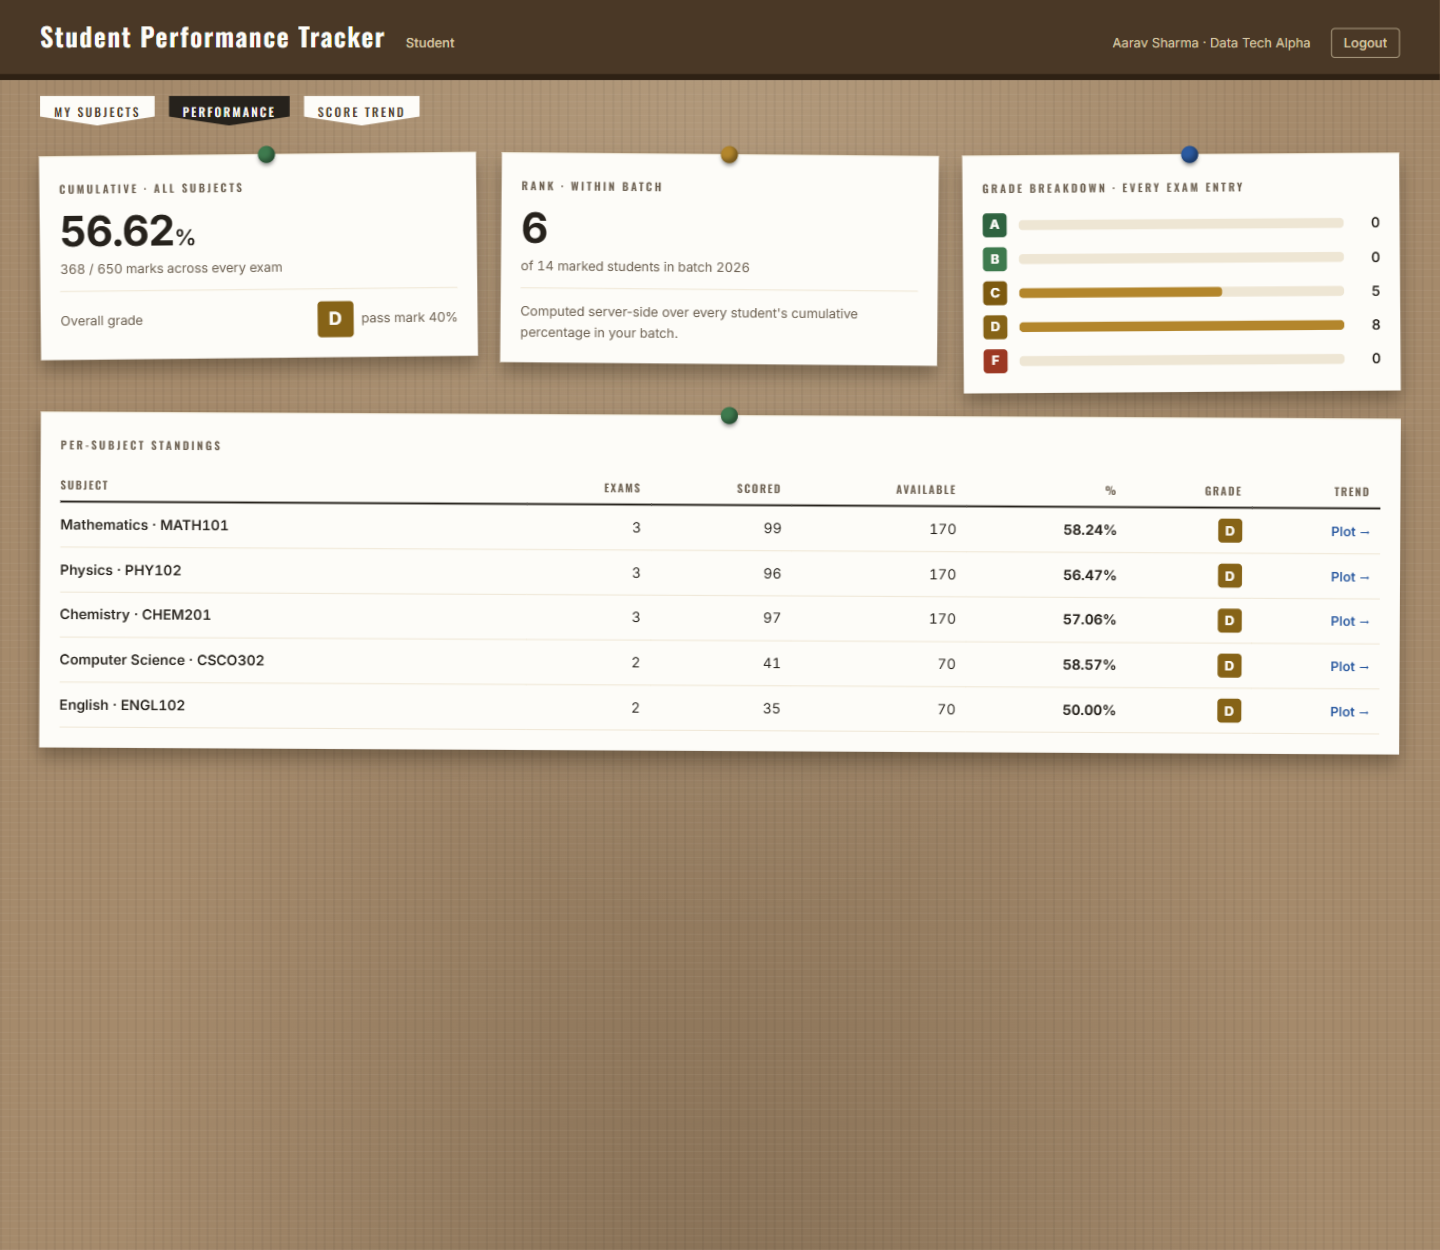 Student Performance Tracker Student
Aarav Sharma · Data Tech Alpha Logout
MY SUBJECTS PERFORMANCE SCORE TREND
CUMULATIVE · ALL SUBJECTS
56.62%
368 / 650 marks across every exam
Overall grade D pass mark 40%
RANK · WITHIN BATCH
6
of 14 marked students in batch 2026
Computed server-side over every student's cumulative
percentage in your batch.
GRADE BREAKDOWN · EVERY EXAM ENTRY
A 0
B 0
C 5
D 8
F 0
PER-SUBJECT STANDINGS
SUBJECT EXAMS SCORED AVAILABLE % GRADE TREND
Mathematics · MATH101 3 99 170 58.24% D Plot →
Physics · PHY102 3 96 170 56.47% D Plot →
Chemistry · CHEM201 3 97 170 57.06% D Plot →
Computer Science · CSCO302 2 41 70 58.57% D Plot →
English · ENGL102 2 35 70 50.00% D Plot →